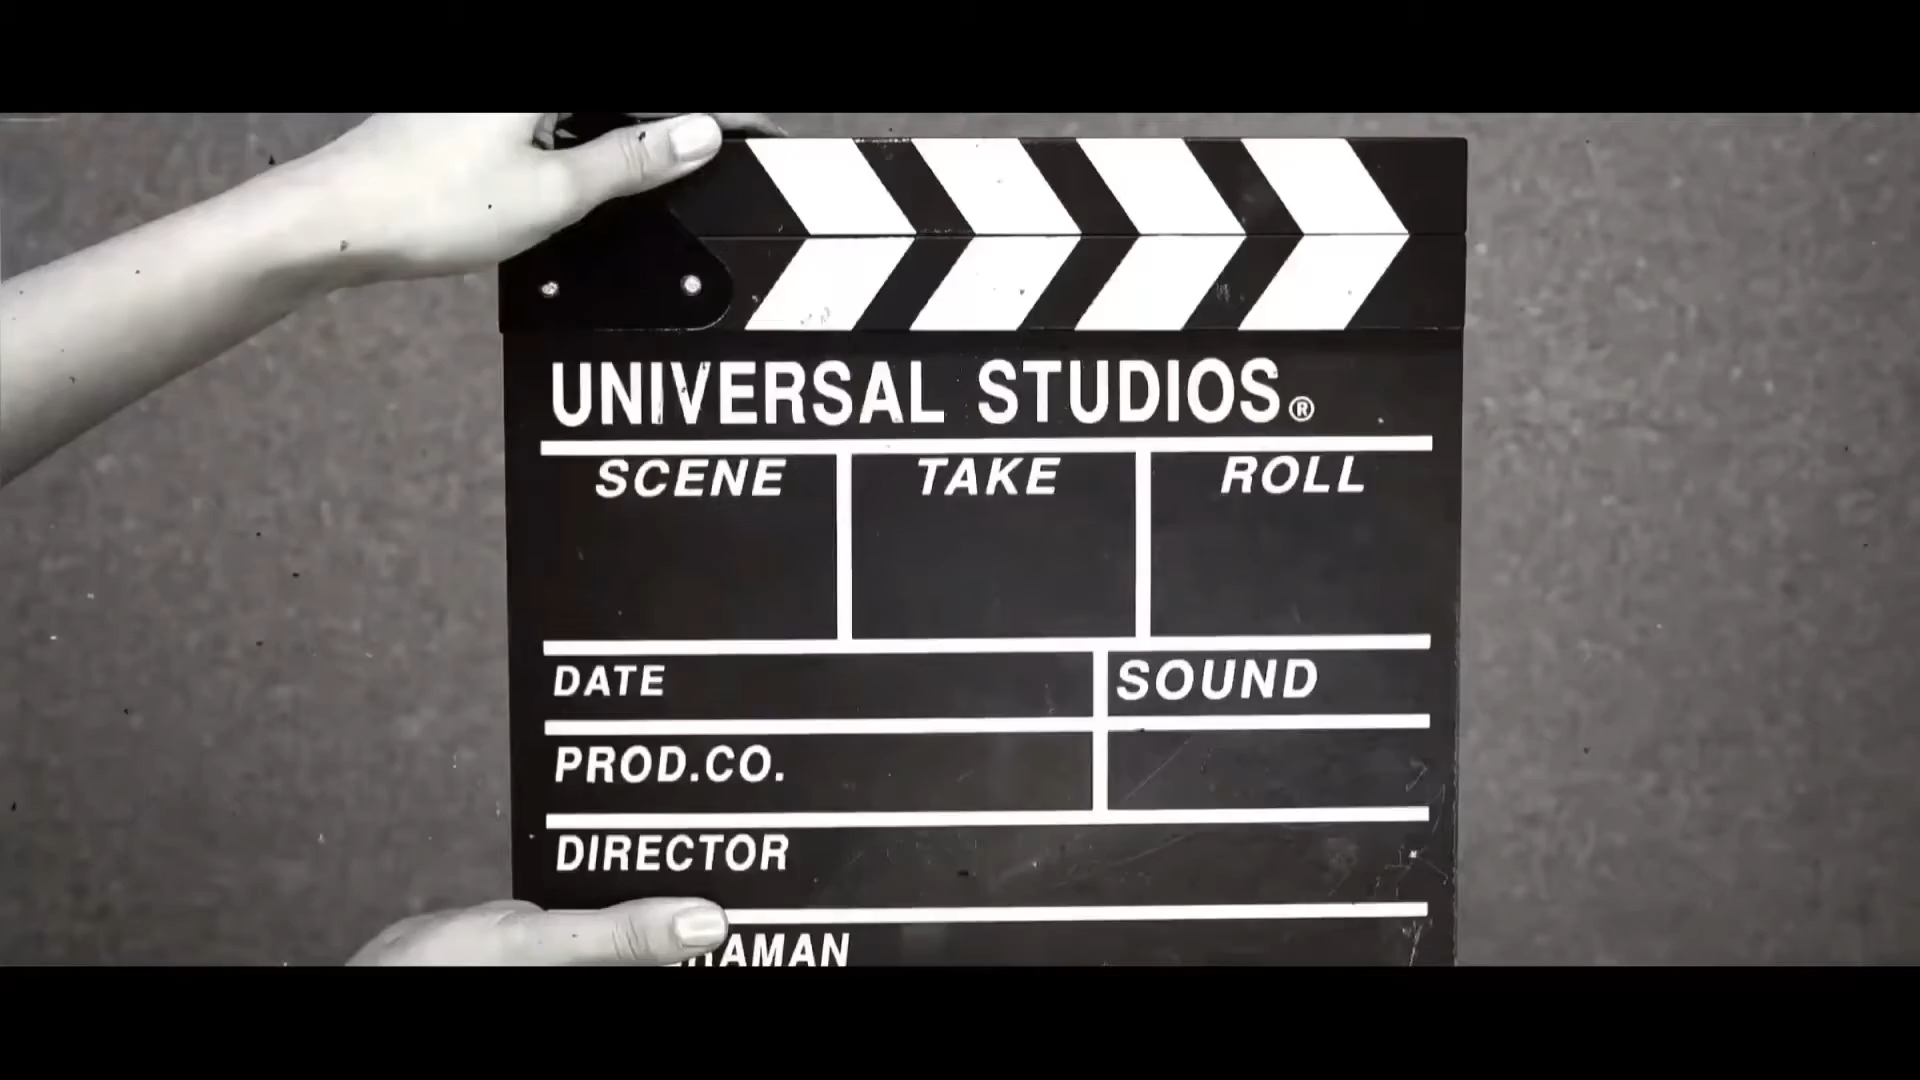 UNIVERSAL STUDIOS®
SCENE TAKE ROLL
DATE SOUND
PROD.CO.
DIRECTOR